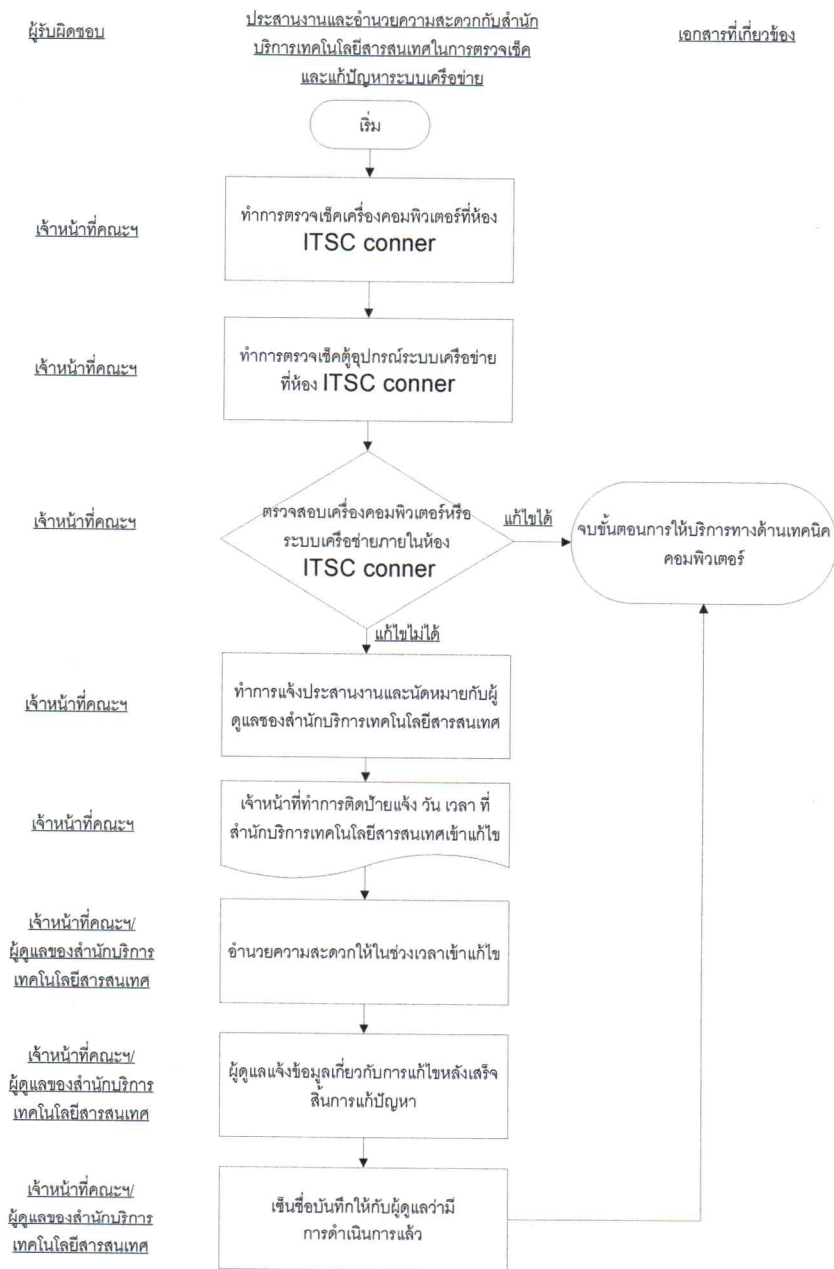 ผู้รับผิดชอบ
ประสานงานและอำนวยความสะดวกกับสำนัก
บริการเทคโนโลยีสารสนเทศในการตรวจเช็ค
และแก้ปัญหาระบบเครือข่าย
เอกสารที่เกี่ยวข้อง
เริ่ม
เจ้าหน้าที่คณะฯ
ทำการตรวจเช็คเครื่องคอมพิวเตอร์ที่ห้อง
ITSC conner
เจ้าหน้าที่คณะฯ
ทำการตรวจเช็คตู้อุปกรณ์ระบบเครือข่าย
ที่ห้อง ITSC conner
เจ้าหน้าที่คณะฯ
ตรวจสอบเครื่องคอมพิวเตอร์หรือ
ระบบเครือข่ายภายในห้อง
ITSC conner
แก้ไขได้
จบขั้นตอนการให้บริการทางด้านเทคนิค
คอมพิวเตอร์
แก้ไขไม่ได้
เจ้าหน้าที่คณะฯ
ทำการแจ้งประสานงานและนัดหมายกับผู้
ดูแลของสำนักบริการเทคโนโลยีสารสนเทศ
เจ้าหน้าที่คณะฯ
เจ้าหน้าที่ทำการติดป้ายแจ้ง วัน เวลา ที่
สำนักบริการเทคโนโลยีสารสนเทศเข้าแก้ไข
เจ้าหน้าที่คณะฯ/
ผู้ดูแลของสำนักบริการ
เทคโนโลยีสารสนเทศ
อำนวยความสะดวกให้ในช่วงเวลาเข้าแก้ไข
เจ้าหน้าที่คณะฯ/
ผู้ดูแลของสำนักบริการ
เทคโนโลยีสารสนเทศ
ผู้ดูแลแจ้งข้อมูลเกี่ยวกับการแก้ไขหลังเสร็จ
สิ้นการแก้ปัญหา
เจ้าหน้าที่คณะฯ/
ผู้ดูแลของสำนักบริการ
เทคโนโลยีสารสนเทศ
เซ็นชื่อบันทึกให้กับผู้ดูแลว่ามี
การดำเนินการแล้ว